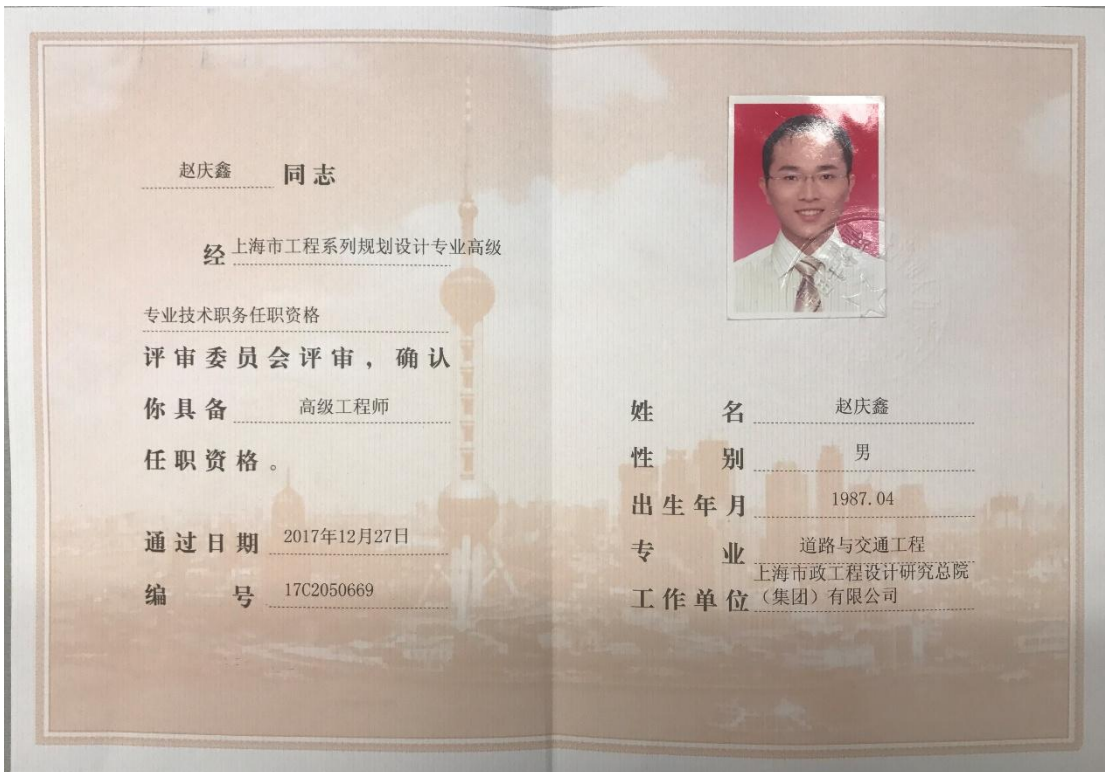 赵庆鑫 同志
经 上海市工程系列规划设计专业高级
专业技术职务任职资格
评审委员会评审，确认
你具备 高级工程师
任职资格。
通过日期 2017年12月27日
编号 17C2050669
姓名 赵庆鑫
性别 男
出生年月 1987.04
专业 道路与交通工程
上海市政工程设计研究总院
工作单位 （集团）有限公司